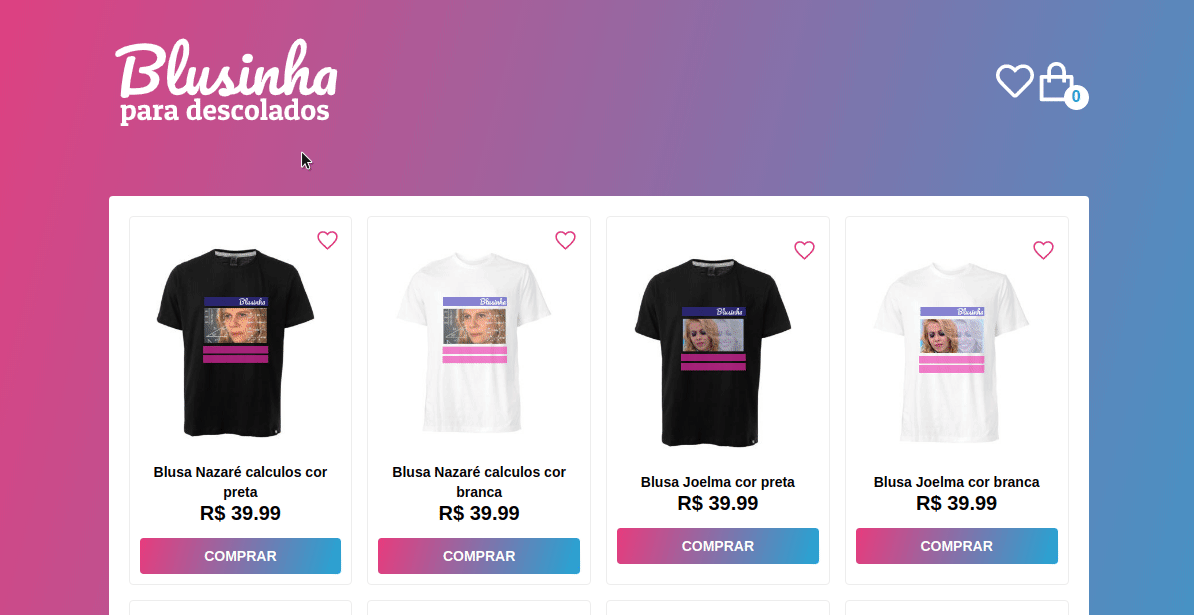 Blusinha
para descolados
0
Blusinha
Blusinha
Blusinha
Blusinha
Blusa Nazaré calculos cor
preta
R$ 39.99
COMPRAR
Blusa Nazaré calculos cor
branca
R$ 39.99
COMPRAR
Blusa Joelma cor preta
R$ 39.99
COMPRAR
Blusa Joelma cor branca
R$ 39.99
COMPRAR